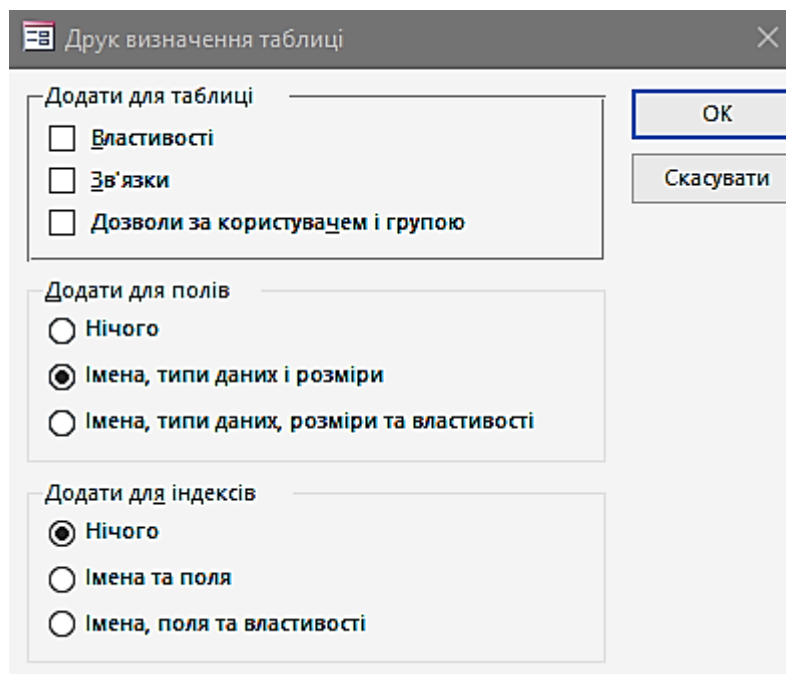 Друк визначення таблиці
Додати для таблиці
Властивості
Зв'язки
Дозволи за користувачем і групою
OK
Скасувати
Додати для полів
Нічого
Імена, типи даних і розміри
Імена, типи даних, розміри та властивості
Додати для індексів
Нічого
Імена та поля
Імена, поля та властивості